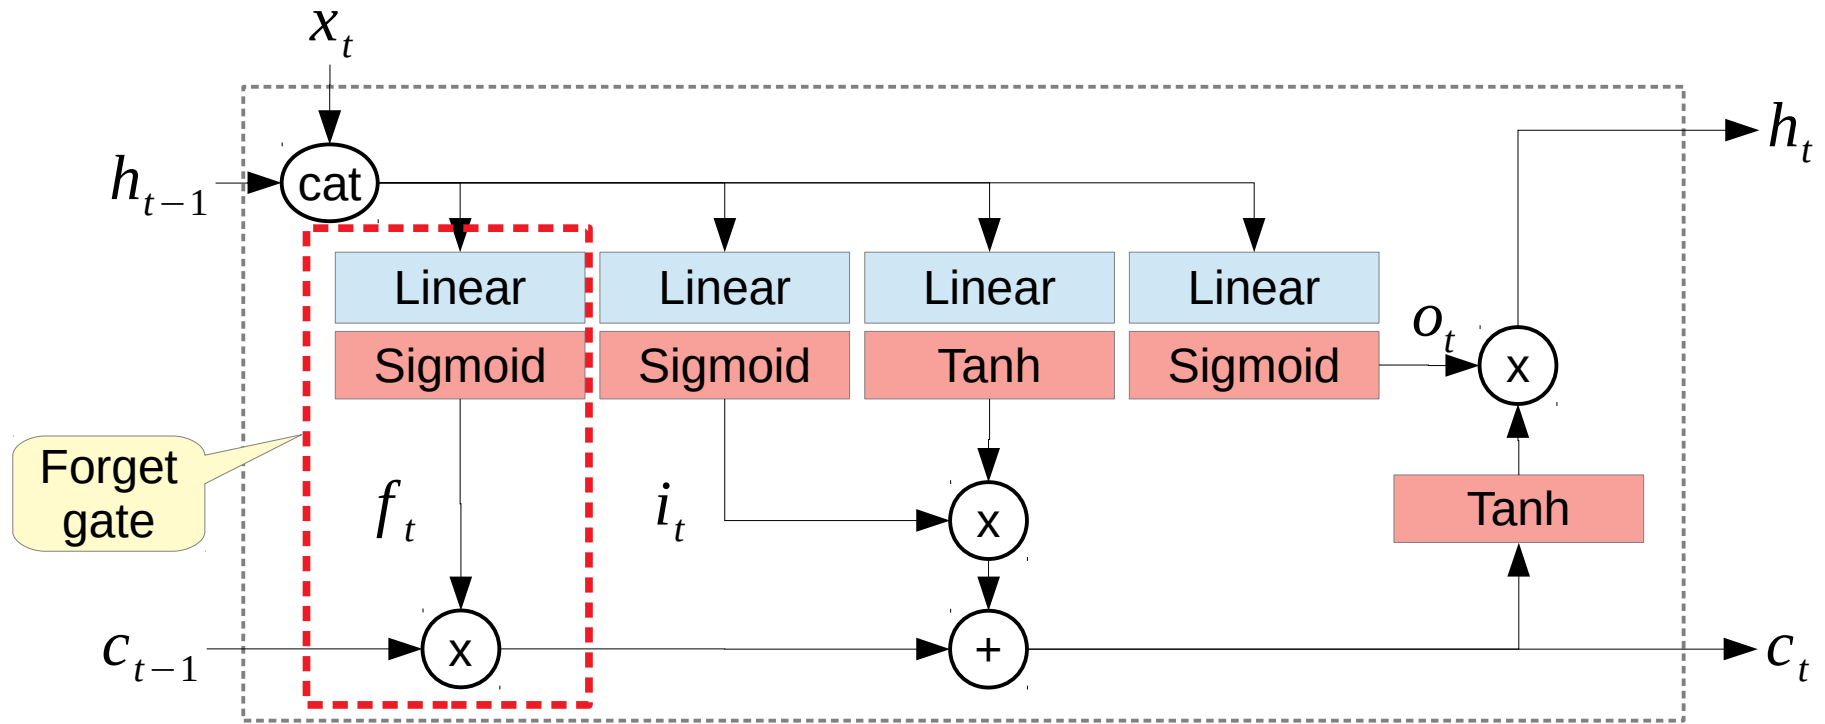 x_t
h_{t−1}
cat
h_t
Linear Linear Linear Linear
Sigmoid Sigmoid Tanh Sigmoid
o_t
x
Forget
gate
f_t
i_t
x
Tanh
c_{t−1}
x
+
c_t